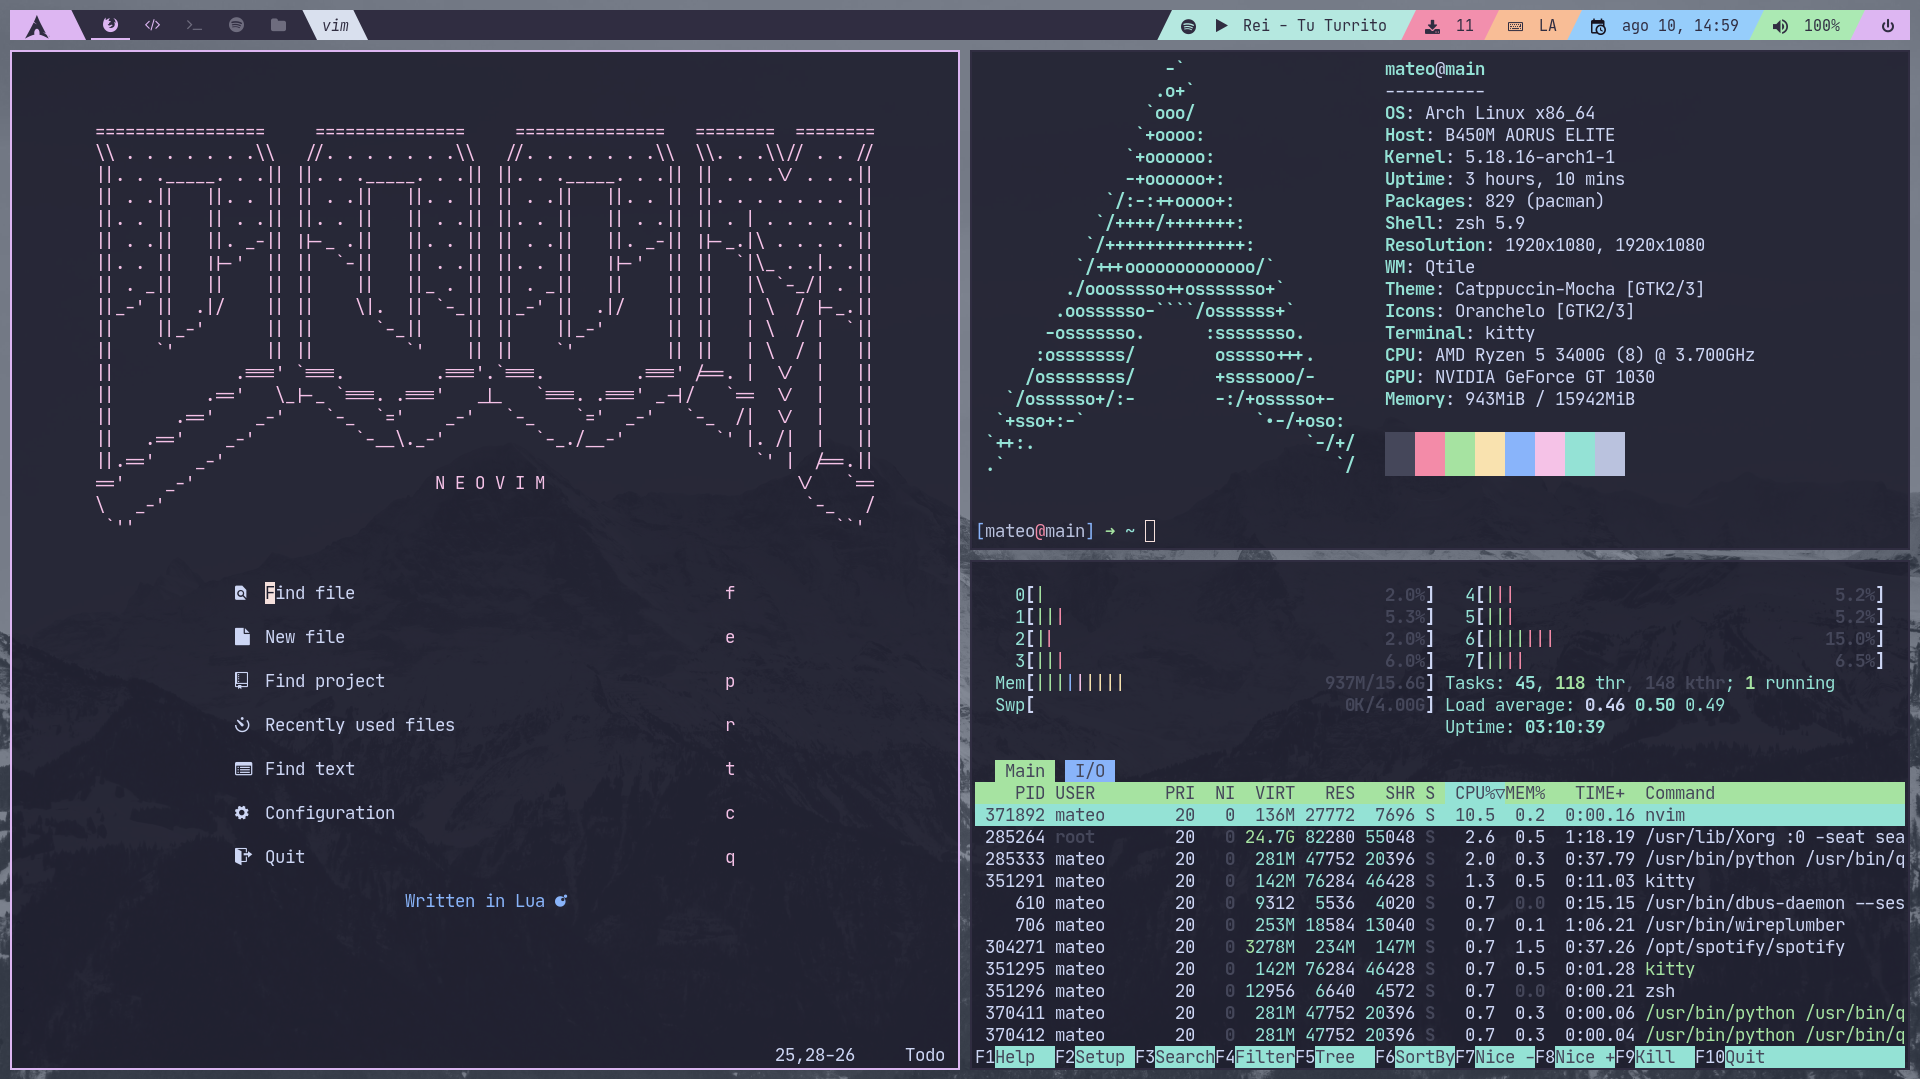 vim
Rei - Tu Turrito
11
LA
ago 10, 14:59
100%
N E O V I M
Find file f
New file e
Find project p
Recently used files r
Find text t
Configuration c
Quit q
Written in Lua
25,28-26 Todo
mateo@main
----------
OS: Arch Linux x86_64
Host: B450M AORUS ELITE
Kernel: 5.18.16-arch1-1
Uptime: 3 hours, 10 mins
Packages: 829 (pacman)
Shell: zsh 5.9
Resolution: 1920x1080, 1920x1080
WM: Qtile
Theme: Catppuccin-Mocha [GTK2/3]
Icons: Oranchelo [GTK2/3]
Terminal: kitty
CPU: AMD Ryzen 5 3400G (8) @ 3.700GHz
GPU: NVIDIA GeForce GT 1030
Memory: 943MiB / 15942MiB
[mateo@main] → ~
0[| 2.0%] 4[||| 5.2%]
1[||| 5.3%] 5[||| 5.2%]
2[|| 2.0%] 6[||||||| 15.0%]
3[||| 6.0%] 7[|||| 6.5%]
Mem[||||||||| 937M/15.6G] Tasks: 45, 118 thr, 148 kthr; 1 running
Swp[ 0K/4.00G] Load average: 0.46 0.50 0.49
Uptime: 03:10:39
Main I/O
PID USER PRI NI VIRT RES SHR S CPU%▽MEM% TIME+ Command
371892 mateo 20 0 136M 27772 7696 S 10.5 0.2 0:00.16 nvim
285264 root 20 0 24.7G 82280 55048 S 2.6 0.5 1:18.19 /usr/lib/Xorg :0 -seat sea
285333 mateo 20 0 281M 47752 20396 S 2.0 0.3 0:37.79 /usr/bin/python /usr/bin/q
351291 mateo 20 0 142M 76284 46428 S 1.3 0.5 0:11.03 kitty
610 mateo 20 0 9312 5536 4020 S 0.7 0.0 0:15.15 /usr/bin/dbus-daemon --ses
706 mateo 20 0 253M 18584 13040 S 0.7 0.1 1:06.21 /usr/bin/wireplumber
304271 mateo 20 0 3278M 234M 147M S 0.7 1.5 0:37.26 /opt/spotify/spotify
351295 mateo 20 0 142M 76284 46428 S 0.7 0.5 0:01.28 kitty
351296 mateo 20 0 12956 6640 4572 S 0.7 0.0 0:00.21 zsh
370411 mateo 20 0 281M 47752 20396 S 0.7 0.3 0:00.06 /usr/bin/python /usr/bin/q
370412 mateo 20 0 281M 47752 20396 S 0.7 0.3 0:00.04 /usr/bin/python /usr/bin/q
F1Help F2Setup F3SearchF4FilterF5Tree F6SortByF7Nice -F8Nice +F9Kill F10Quit